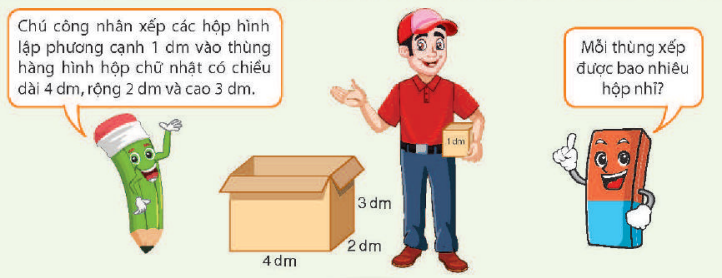 Chú công nhân xếp các hộp hình
lập phương cạnh 1 dm vào thùng
hàng hình hộp chữ nhật có chiều
dài 4 dm, rộng 2 dm và cao 3 dm.
Mỗi thùng xếp
được bao nhiêu
hộp nhỉ?
1 dm
3 dm
2 dm
4 dm